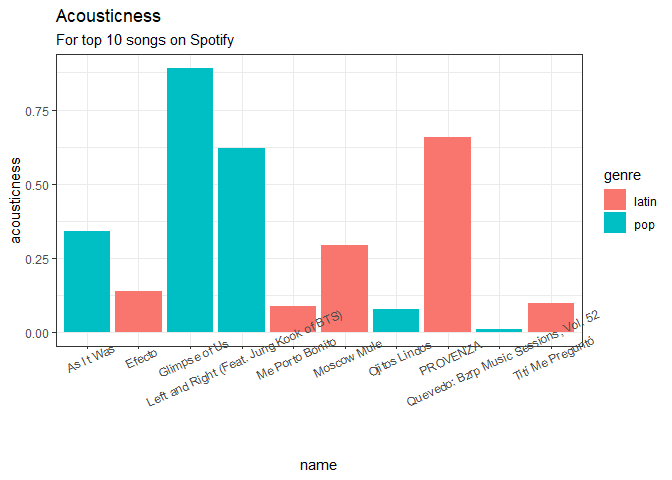 Acousticness
For top 10 songs on Spotify
acousticness
0.75
0.50
0.25
0.00
As It Was
Efecto
Glimpse of Us
Left and Right (Feat. Jung Kook of BTS)
Me Porto Bonito
Moscow Mule
Ojitos Lindos
PROVENZA
Quevedo: Bzrp Music Sessions, Vol. 52
Tití Me Preguntó
name
genre
latin
pop